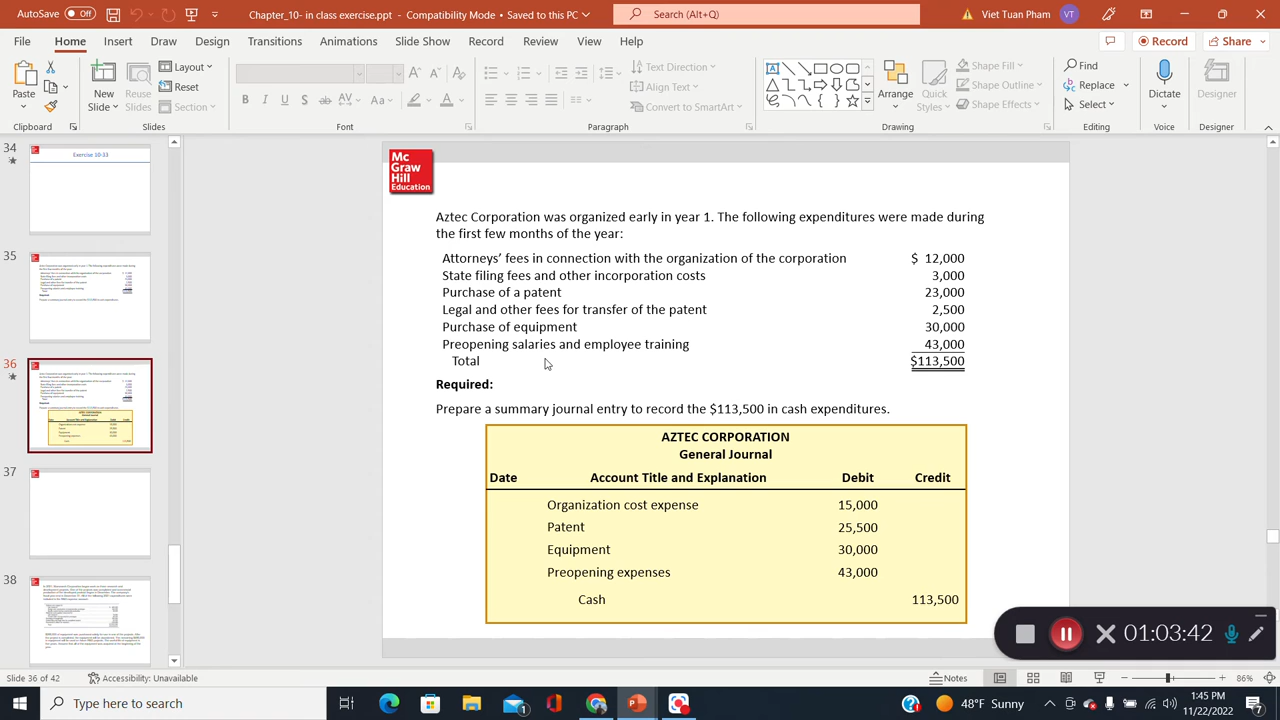 AutoSave Off
Chapter_10- in class exercise.pptx
Search (Alt+Q)
Viet Tuan Pham
VT
File Home Insert Draw Design Transitions Animations Slide Show Record Review View Help
Record
Share
Paste
New Slide
Reuse Slides
Layout
Reset
Section
Text Direction
Align Text
Convert to SmartArt
Arrange
Quick Styles
Shape Fill
Shape Outline
Shape Effects
Find
Replace
Select
Dictate
Designer
Clipboard Slides Font Paragraph Drawing Editing Voice Designer
34
Exercise 10-33
35
36
37
38
Mc
Graw
Hill
Education
Aztec Corporation was organized early in year 1. The following expenditures were made during
the first few months of the year:
Attorneys' fees in connection with the organization of the corporation $ 12,000
State filing fees and other incorporation costs 3,000
Purchase of a patent 23,000
Legal and other fees for transfer of the patent 2,500
Purchase of equipment 30,000
Preopening salaries and employee training 43,000
Total $113,500
Required:
Prepare a summary journal entry to record the $113,500 in cash expenditures.
AZTEC CORPORATION
General Journal
Date Account Title and Explanation Debit Credit
Organization cost expense 15,000
Patent 25,500
Equipment 30,000
Preopening expenses 43,000
Cash 113,500
01:03:42
Slide 36 of 42
Accessibility: Unavailable
Notes
86%
Type here to search
48°F Sunny
1:45 PM
11/22/2022